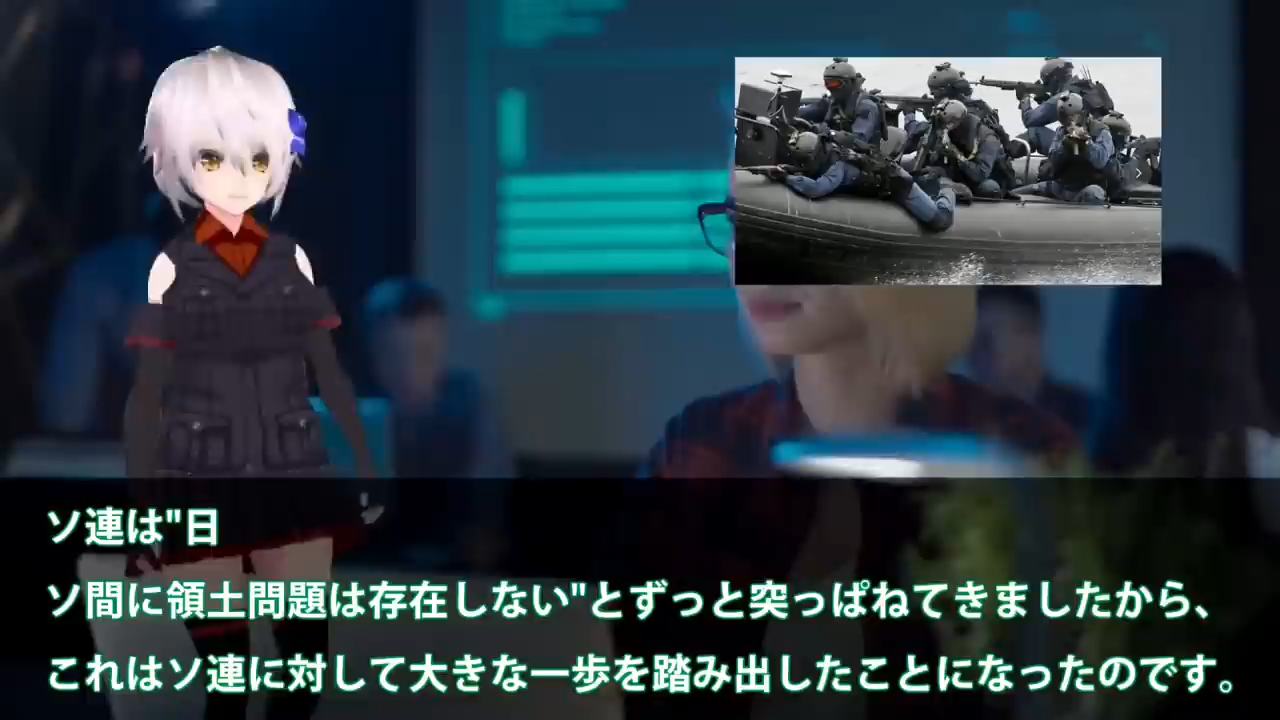 ソ連は"日
ソ間に領土問題は存在しない"とずっと突っぱねてきましたから、
これはソ連に対して大きな一歩を踏み出したことになったのです。